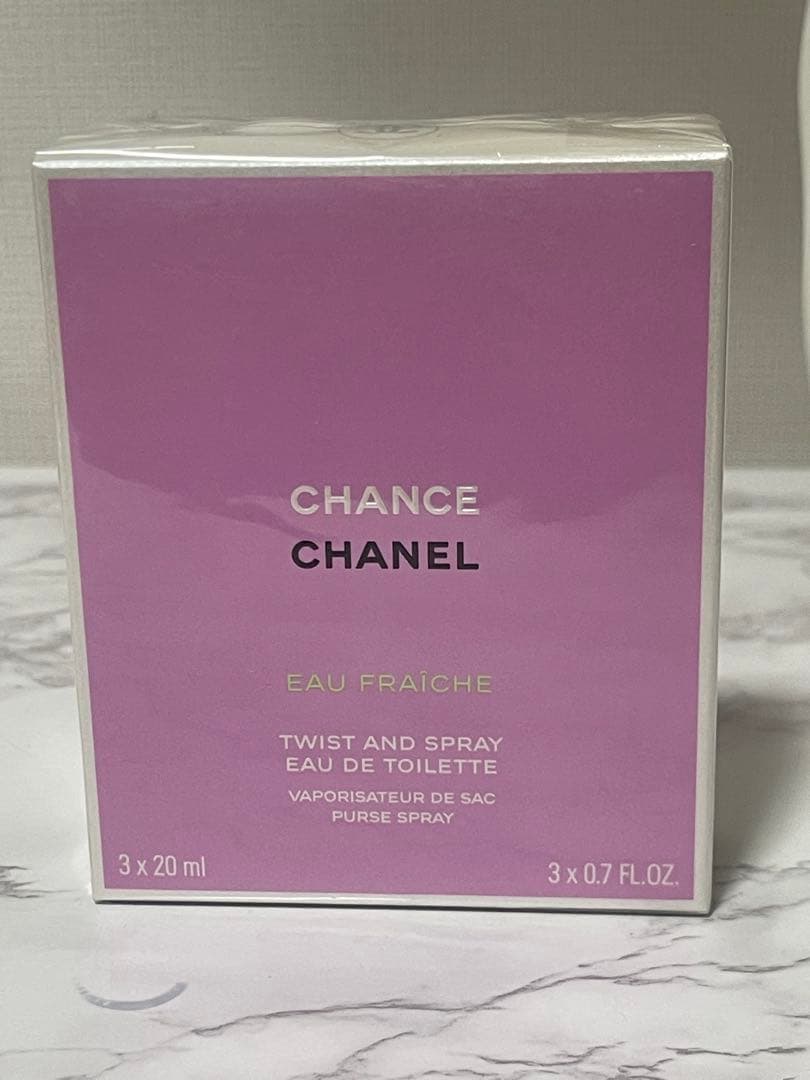 CHANCE
CHANEL
EAU FRAÎCHE
TWIST AND SPRAY
EAU DE TOILETTE
VAPORISATEUR DE SAC
PURSE SPRAY
3 x 20 ml
3 x 0.7 FL.OZ.